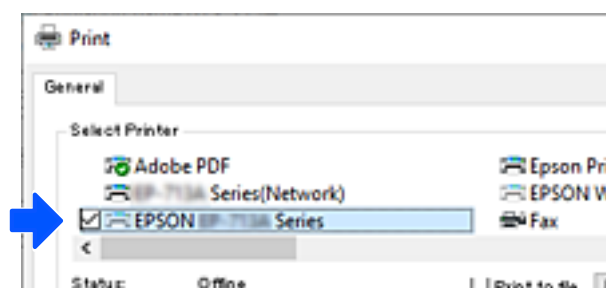 Print
General
Select Printer
Adobe PDF
Epson Pri
Series(Network)
EPSON W
EPSON Series
Fax
Status: Offline
Print to file